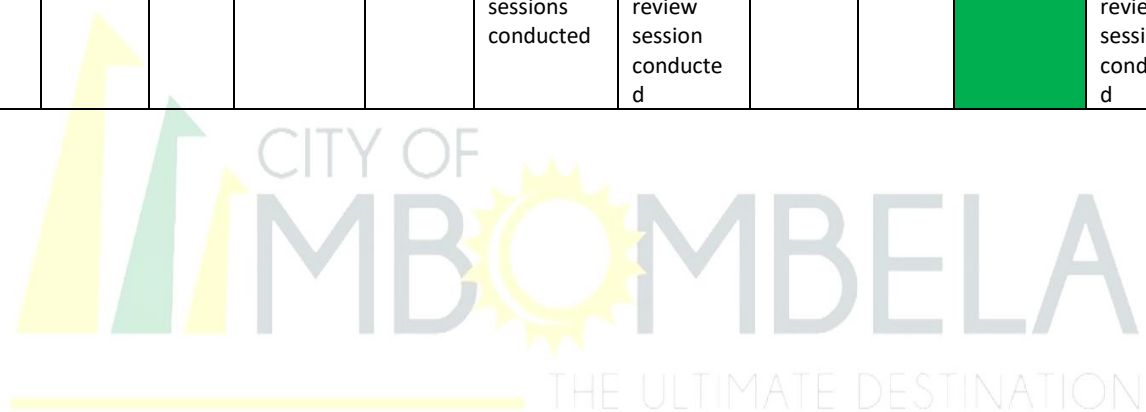 sessions
conducted
review
session
conducte
d
d
CITY OF
MBOMBELA
THE ULTIMATE DESTINATION